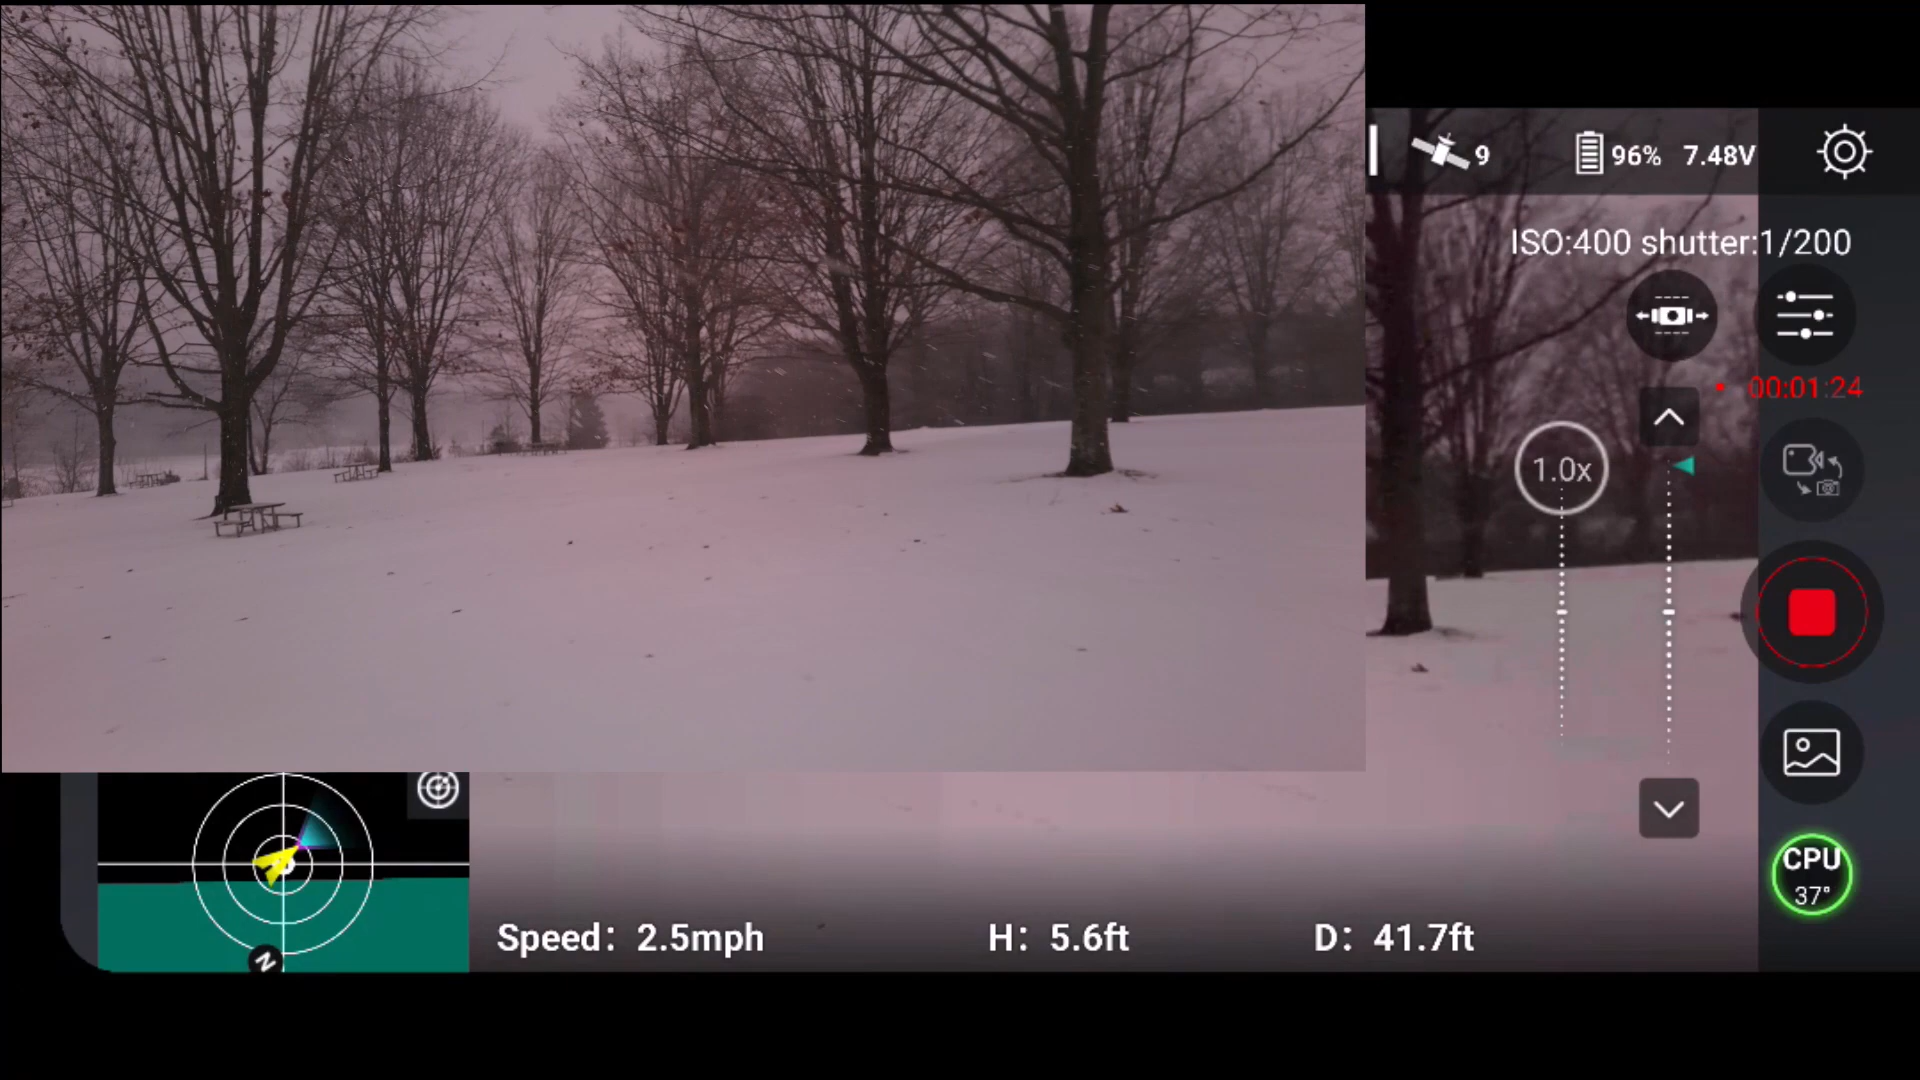 9
96% 7.48V
ISO:400 shutter:1/200
00:01:24
1.0x
CPU
37°
N
Speed: 2.5mph H: 5.6ft D: 41.7ft